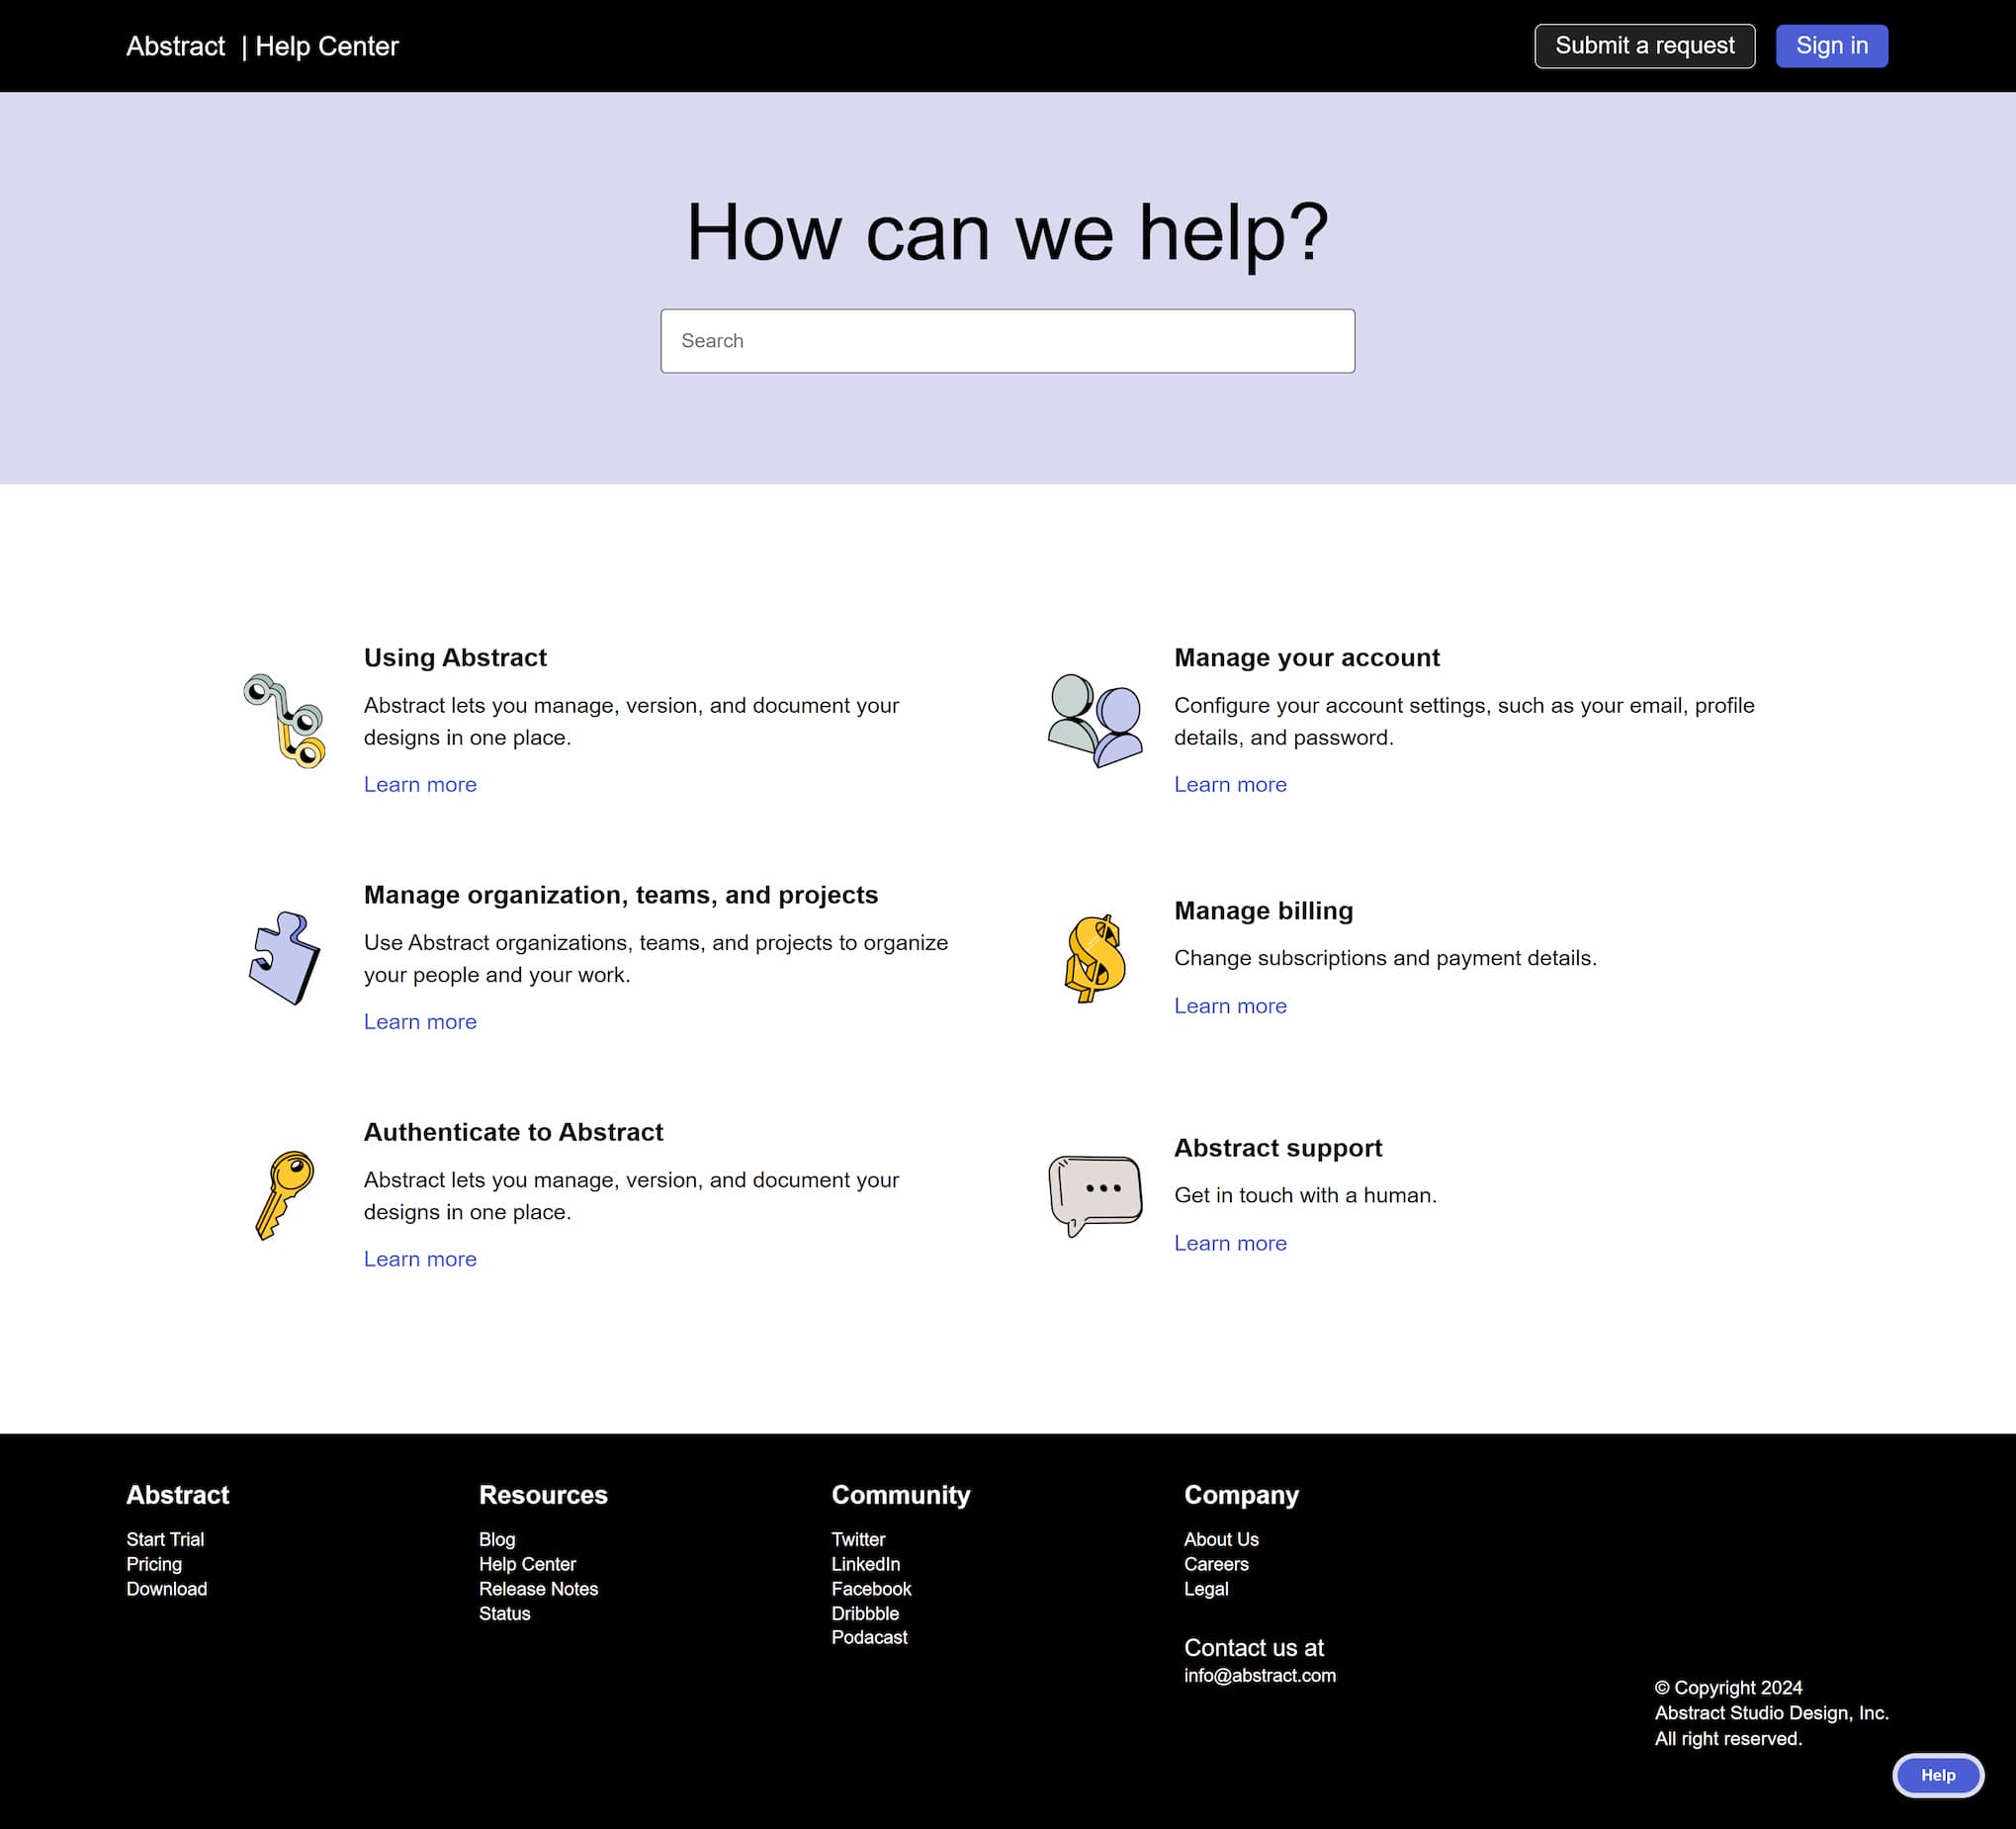 Abstract | Help Center
Submit a request
Sign in
How can we help?
Search
Using Abstract
Abstract lets you manage, version, and document your
designs in one place.
Learn more
Manage your account
Configure your account settings, such as your email, profile
details, and password.
Learn more
Manage organization, teams, and projects
Use Abstract organizations, teams, and projects to organize
your people and your work.
Learn more
Manage billing
Change subscriptions and payment details.
Learn more
Authenticate to Abstract
Abstract lets you manage, version, and document your
designs in one place.
Learn more
Abstract support
Get in touch with a human.
Learn more
Abstract
Start Trial
Pricing
Download
Resources
Blog
Help Center
Release Notes
Status
Community
Twitter
LinkedIn
Facebook
Dribbble
Podacast
Company
About Us
Careers
Legal
Contact us at
info@abstract.com
© Copyright 2024
Abstract Studio Design, Inc.
All right reserved.
Help